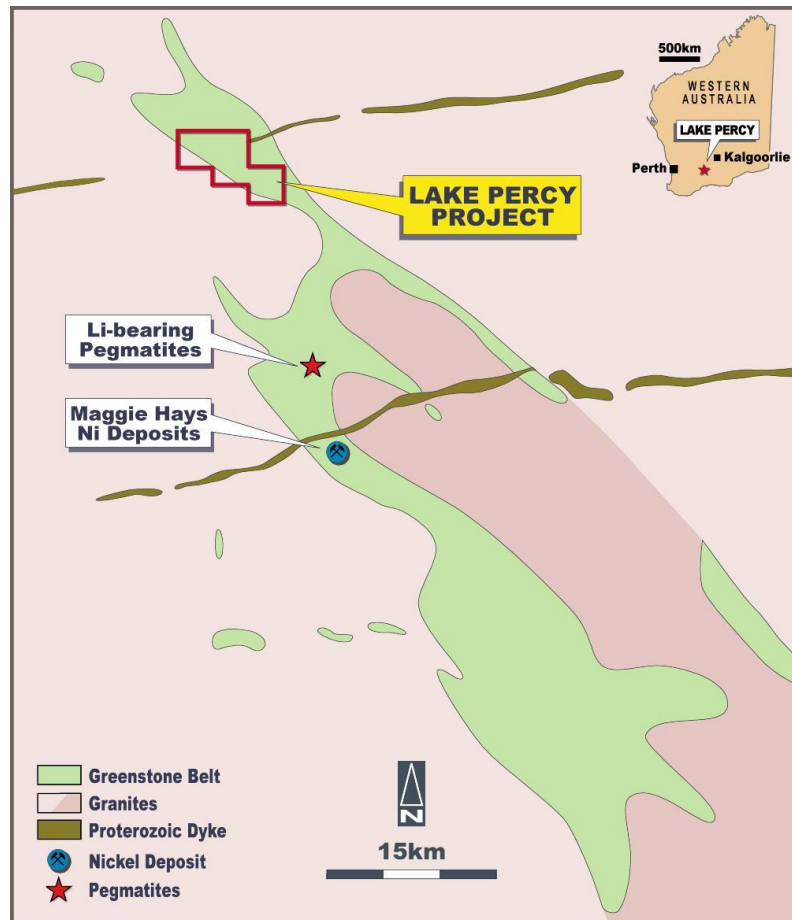 500km
WESTERN
AUSTRALIA
LAKE PERCY
Kalgoorlie
Perth
LAKE PERCY
PROJECT
Li-bearing
Pegmatites
Maggie Hays
Ni Deposits
Greenstone Belt
Granites
Proterozoic Dyke
Nickel Deposit
Pegmatites
N
15km